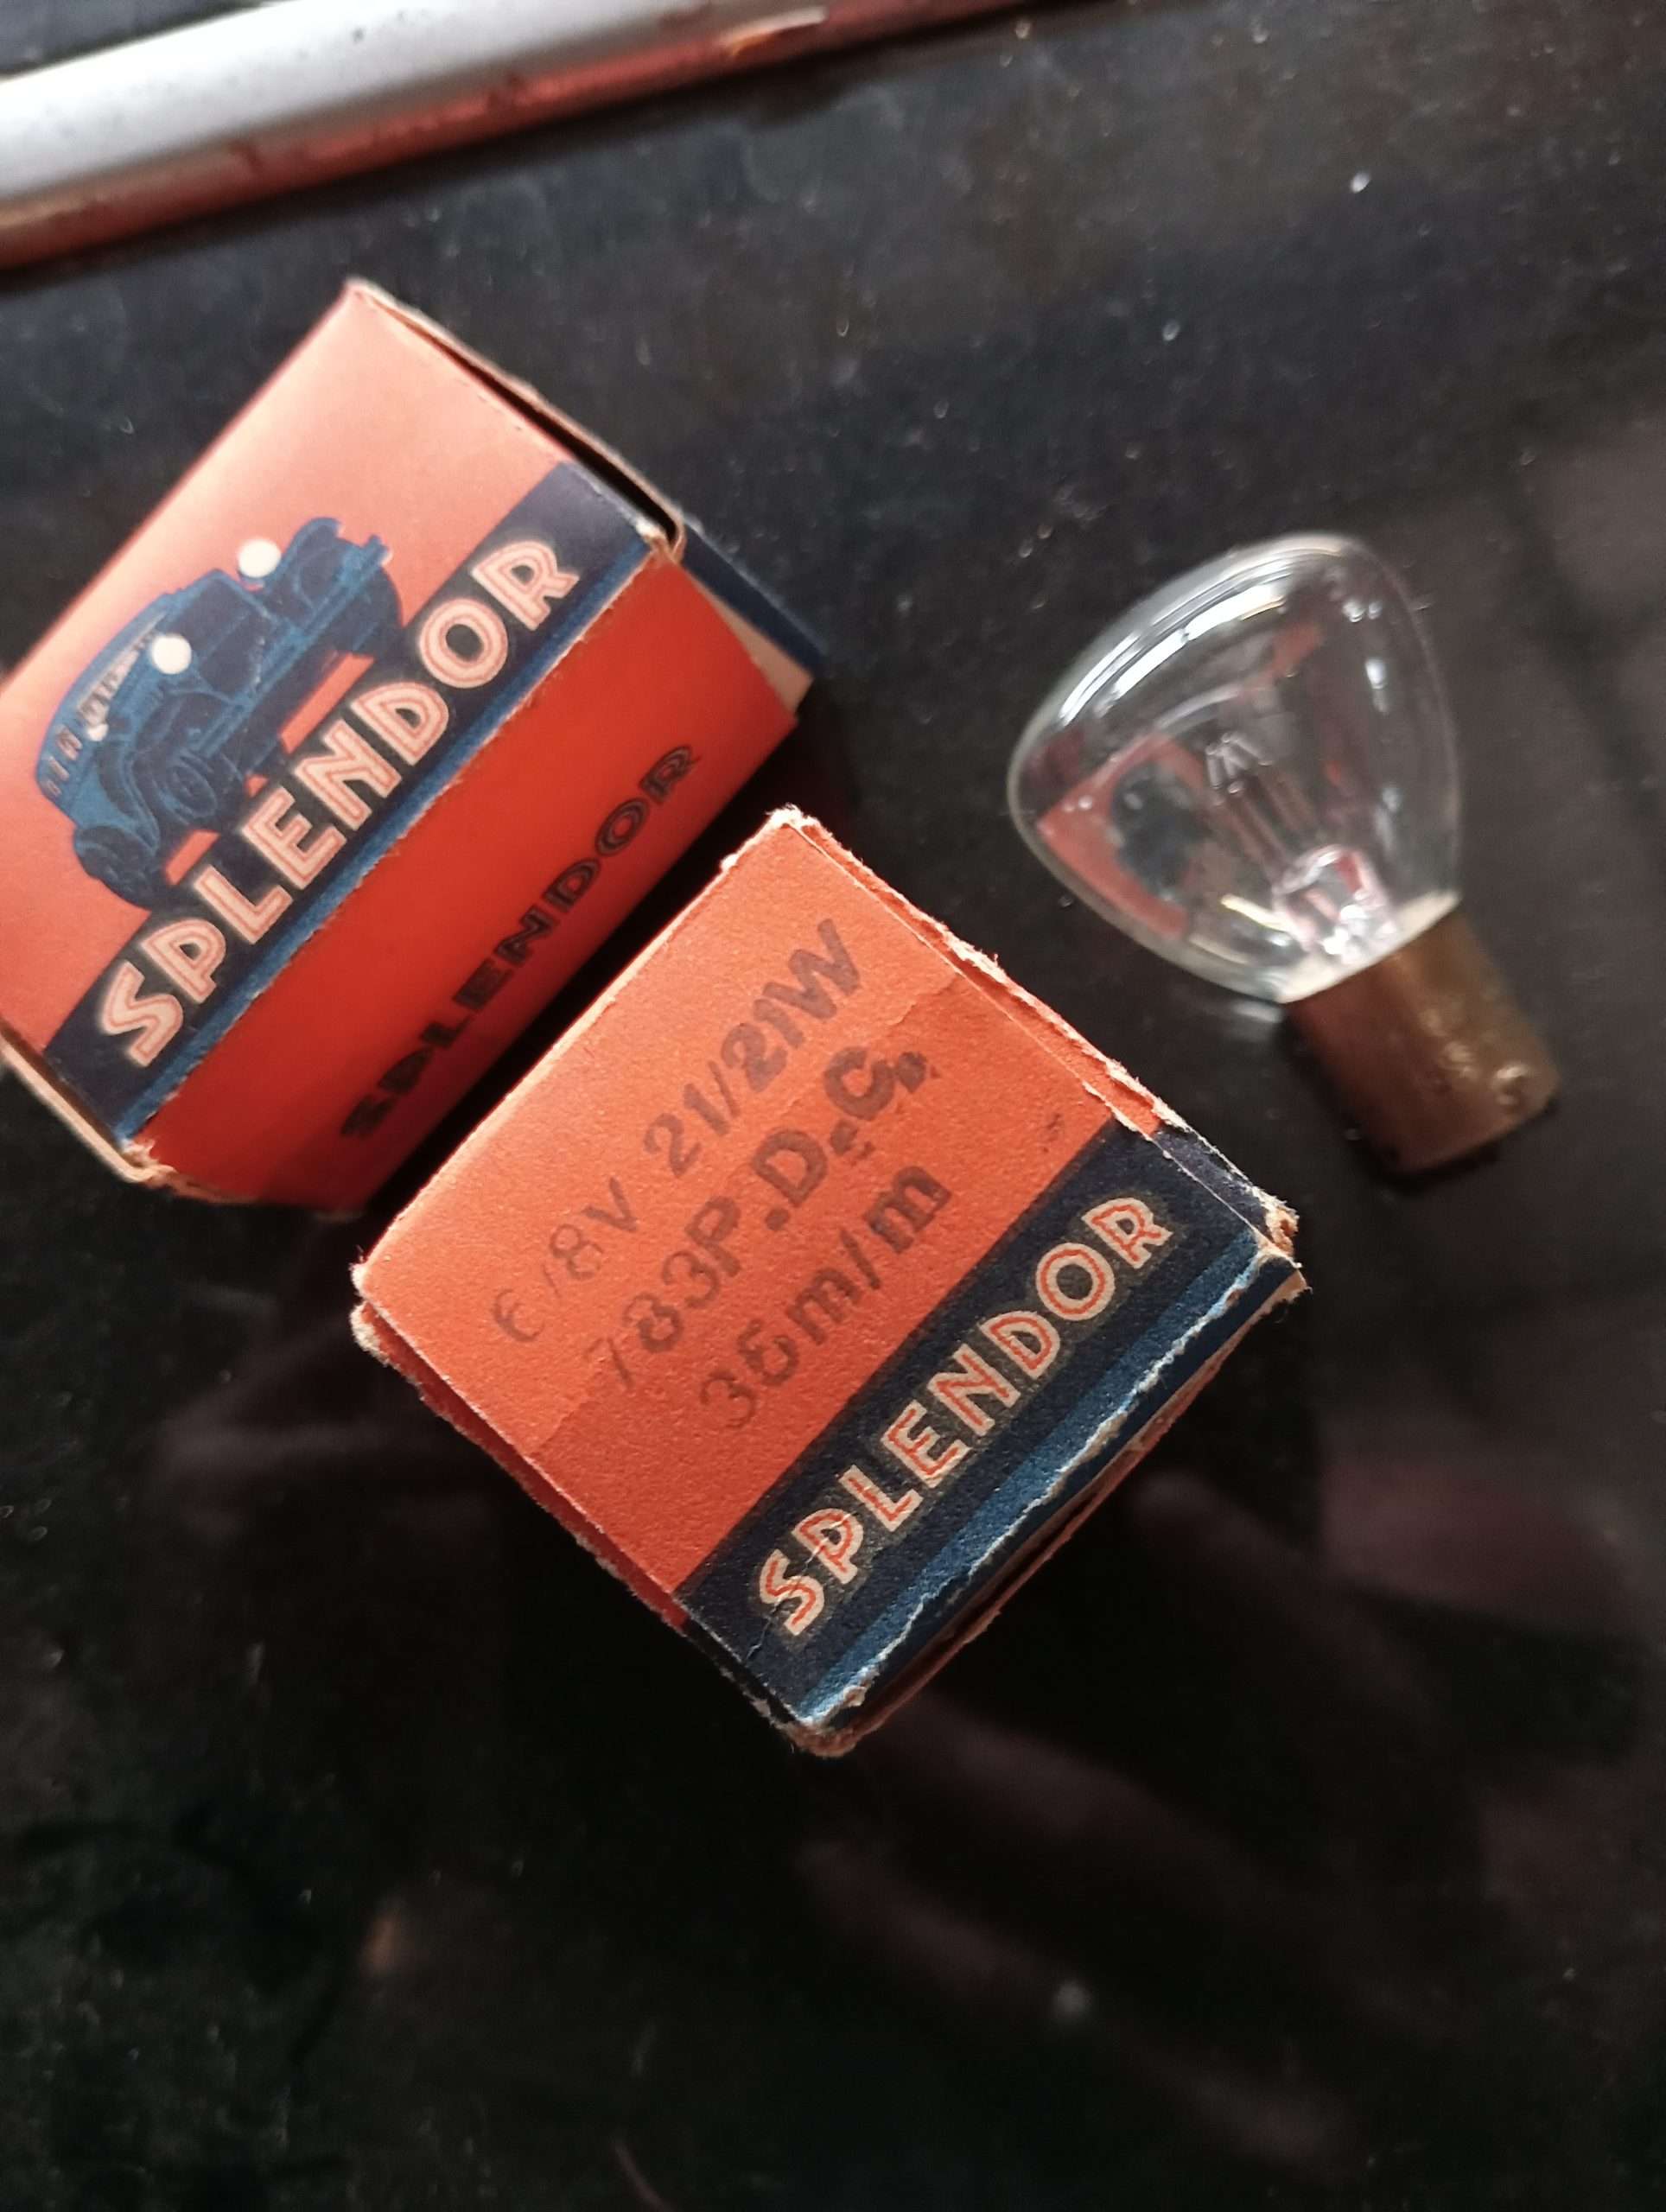 SPLENDOR
SPLENDOR
6/8V 21/21W
783P.D.C.
36m/m
SPLENDOR